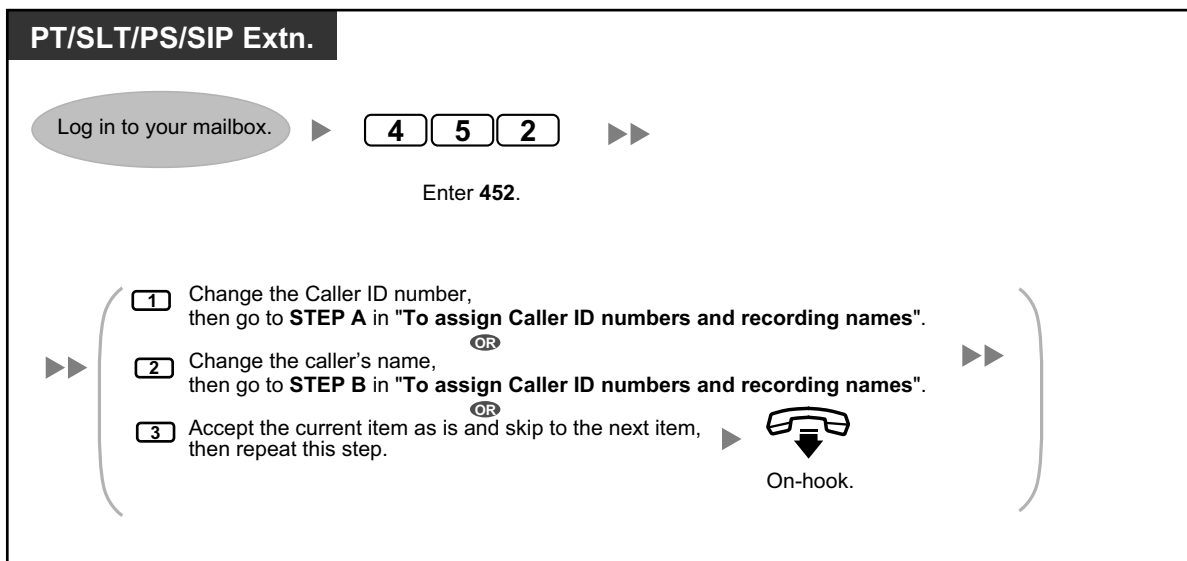 PT/SLT/PS/SIP Extn.
Log in to your mailbox.
4 5 2
Enter 452.
1 Change the Caller ID number,
then go to STEP A in "To assign Caller ID numbers and recording names".
OR
2 Change the caller's name,
then go to STEP B in "To assign Caller ID numbers and recording names".
OR
3 Accept the current item as is and skip to the next item,
then repeat this step.
On-hook.